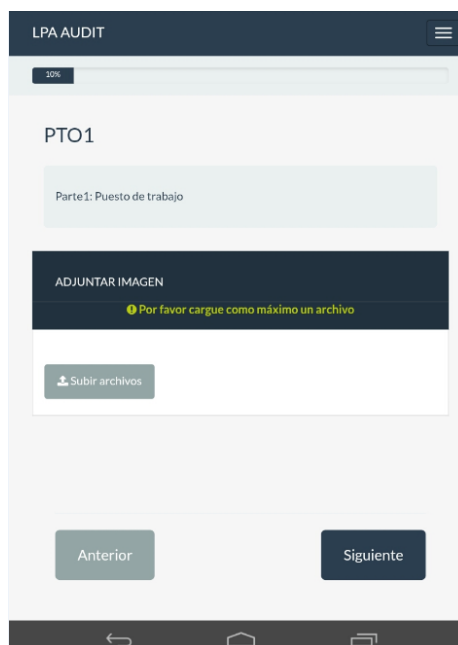 LPA AUDIT
10%
PTO1
Parte1: Puesto de trabajo
ADJUNTAR IMAGEN
Por favor cargue como máximo un archivo
Subir archivos
Anterior
Siguiente